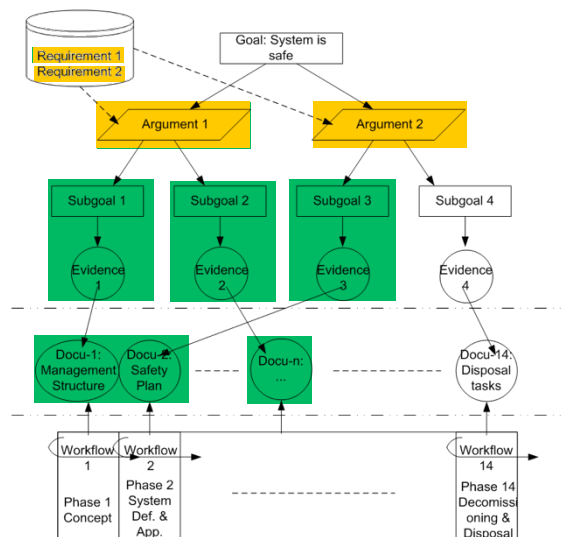 Goal: System is
safe
Requirement 1
Requirement 2
Argument 1
Argument 2
Subgoal 1
Subgoal 2
Subgoal 3
Subgoal 4
Evidence
1
Evidence
2
Evidence
3
Evidence
4
Docu-1:
Management
Structure
Docu-2:
Safety
Plan
Docu-n:
...
Docu-14:
Disposal
tasks
Workflow
1
Phase 1
Concept
Workflow
2
Phase 2
System
Def. &
App.
Workflow
14
Phase 14
Decomissi
oning &
Disposal